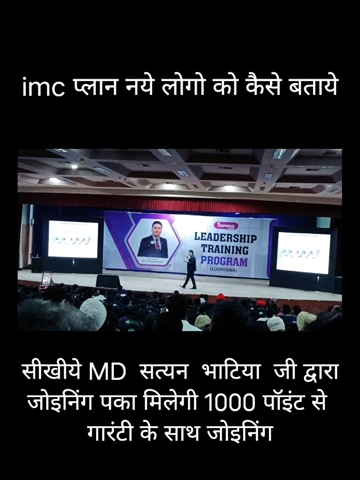 imc प्लान नये लोगो को कैसे बताये
LEADERSHIP
TRAINING
PROGRAM
(LUDHIANA)
सीखीये MD सत्यन भाटिया जी द्वारा
जोइनिंग पका मिलेगी 1000 पॉइंट से
गारंटी के साथ जोइनिंग